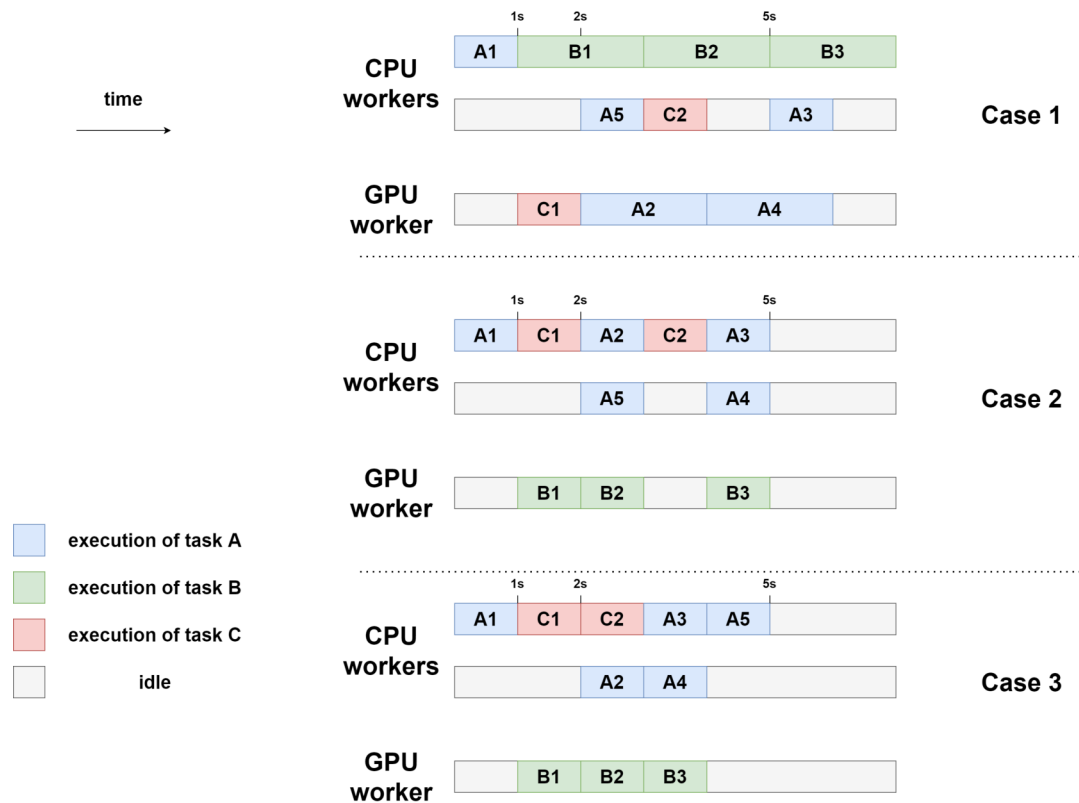 1s 2s 5s
A1 B1 B2 B3
CPU
workers
time
A5 C2 A3
Case 1
GPU
worker
C1 A2 A4
1s 2s 5s
A1 C1 A2 C2 A3
CPU
workers
A5 A4
Case 2
GPU
worker
B1 B2 B3
execution of task A
execution of task B
execution of task C
idle
1s 2s 5s
A1 C1 C2 A3 A5
CPU
workers
A2 A4
Case 3
GPU
worker
B1 B2 B3